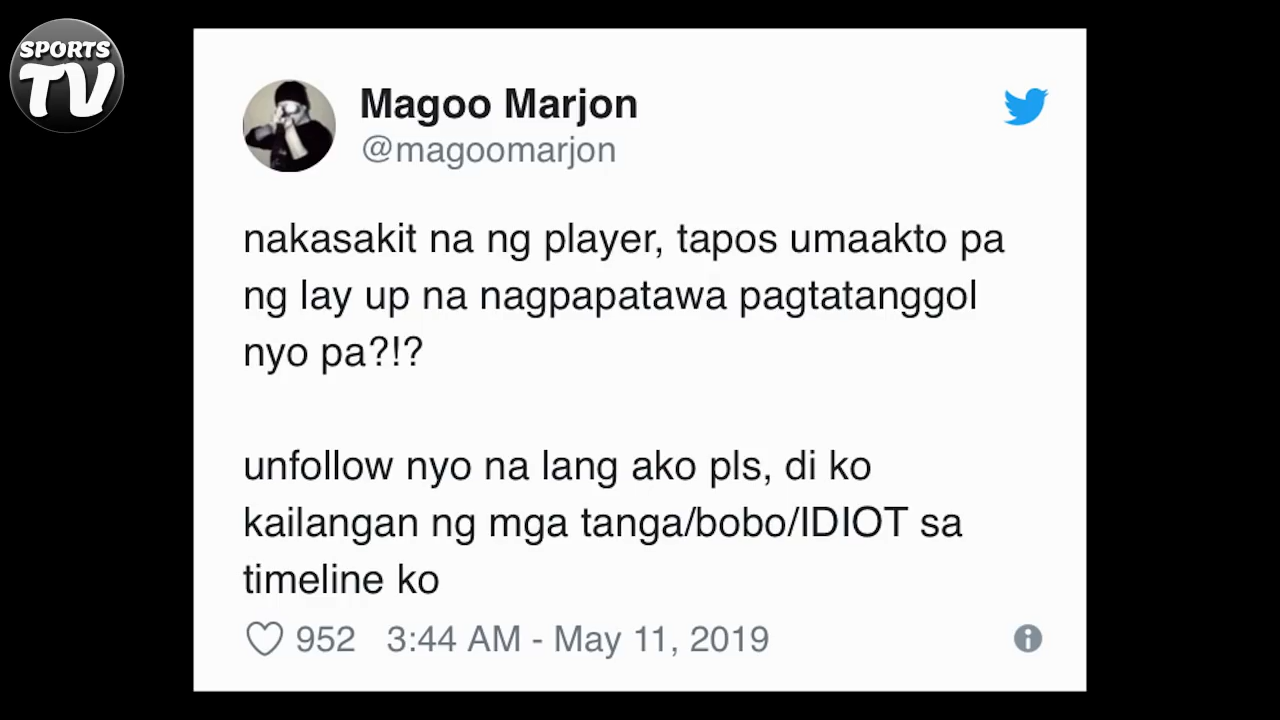 SPORTS
TV
Magoo Marjon
@magoomarjon
nakasakit na ng player, tapos umaakto pa
ng lay up na nagpapatawa pagtatanggol
nyo pa?!?
unfollow nyo na lang ako pls, di ko
kailangan ng mga tanga/bobo/IDIOT sa
timeline ko
952 3:44 AM - May 11, 2019